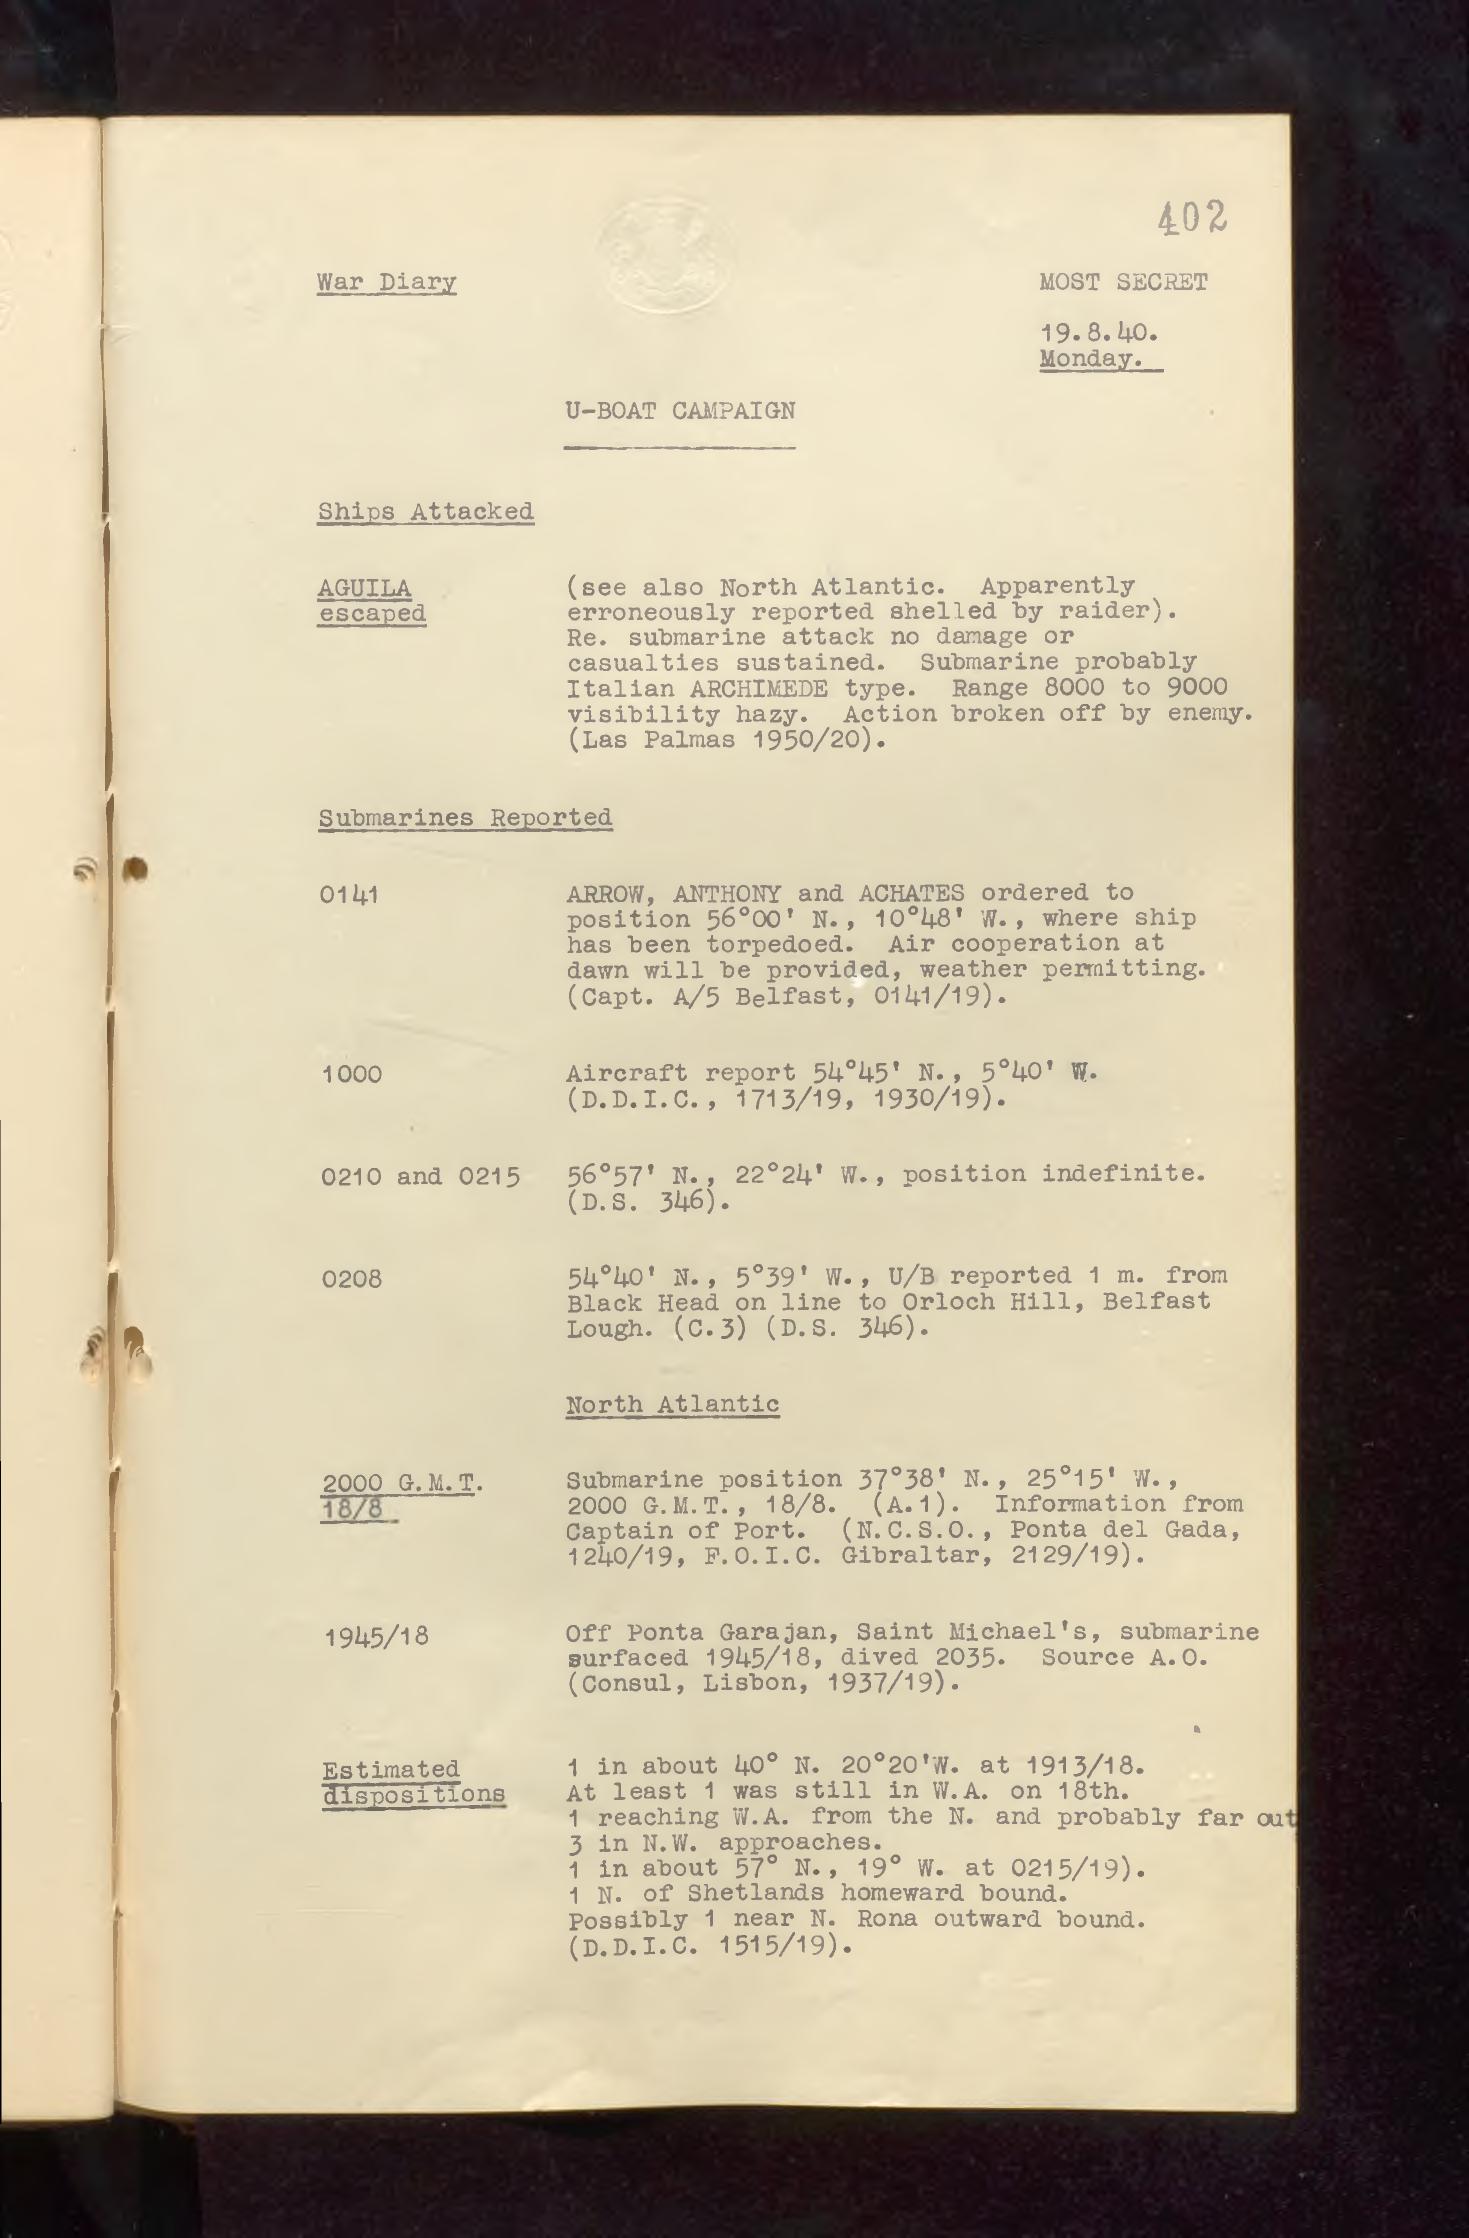 402
War Diary
MOST SECRET
19.8.40.
Monday.
U-BOAT CAMPAIGN
Ships Attacked
AGUILA
escaped
(see also North Atlantic. Apparently
erroneously reported shelled by raider).
Re. submarine attack no damage or
casualties sustained. Submarine probably
Italian ARCHIMEDE type. Range 8000 to 9000
visibility hazy. Action broken off by enemy.
(Las Palmas 1950/20).
Submarines Reported
0141
ARROW, ANTHONY and ACHATES ordered to
position 56°00' N., 10°48' W., where ship
has been torpedoed. Air cooperation at
dawn will be provided, weather permitting.
(Capt. A/5 Belfast, 0141/19).
1000
Aircraft report 54°45' N., 5°40' W.
(D.D.I.C., 1713/19, 1930/19).
0210 and 0215
56°57' N., 22°24' W., position indefinite.
(D.S. 346).
0208
54°40' N., 5°39' W., U/B reported 1 m. from
Black Head on line to Orloch Hill, Belfast
Lough. (C.3) (D.S. 346).
North Atlantic
2000 G.M.T.
18/8
Submarine position 37°38' N., 25°15' W.,
2000 G.M.T., 18/8. (A.1). Information from
Captain of Port. (N.C.S.O., Ponta del Gada,
1240/19, F.O.I.C. Gibraltar, 2129/19).
1945/18
Off Ponta Garajan, Saint Michael's, submarine
surfaced 1945/18, dived 2035. Source A.O.
(Consul, Lisbon, 1937/19).
Estimated
dispositions
1 in about 40° N. 20°20'W. at 1913/18.
At least 1 was still in W.A. on 18th.
1 reaching W.A. from the N. and probably far out
3 in N.W. approaches.
1 in about 57° N., 19° W. at 0215/19).
1 N. of Shetlands homeward bound.
Possibly 1 near N. Rona outward bound.
(D.D.I.C. 1515/19).